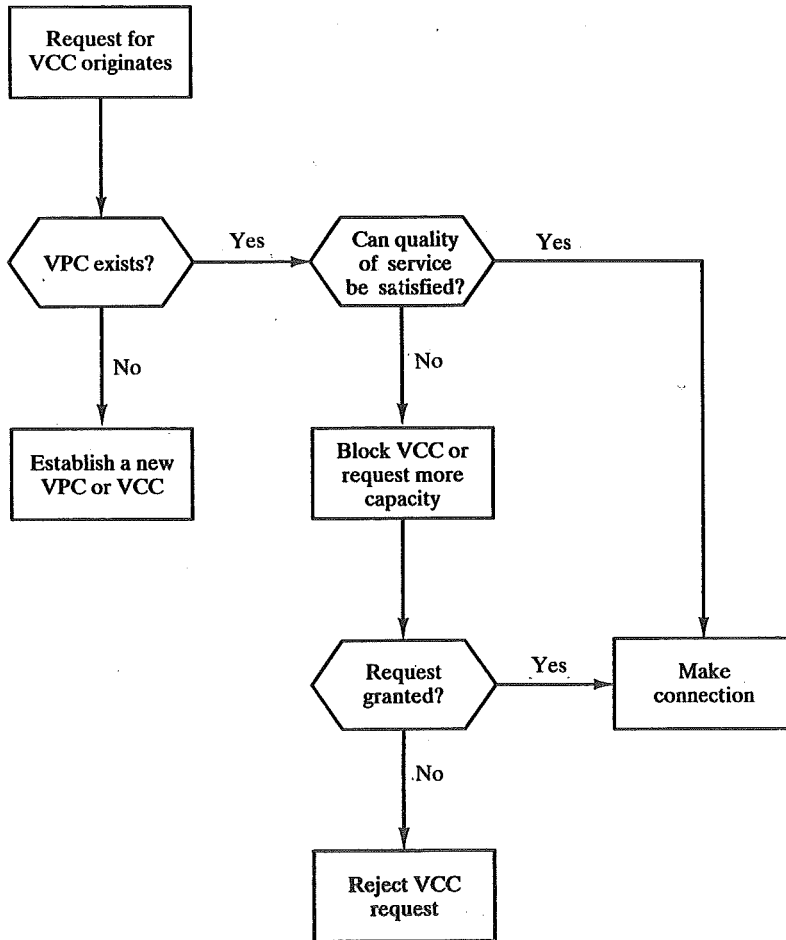 Request for
VCC originates
VPC exists?
Yes
Can quality
of service
be satisfied?
Yes
No
No
Establish a new
VPC or VCC
Block VCC or
request more
capacity
Request
granted?
Yes
Make
connection
No
Reject VCC
request